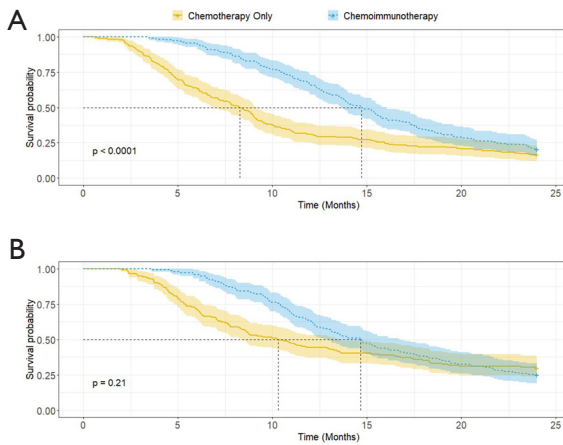 A
Chemotherapy Only Chemoimmunotherapy
Survival probability
1.00
0.75
0.50
0.25
0.00
p < 0.0001
0 5 10 15 20 25
Time (Months)
B
Survival probability
1.00
0.75
0.50
0.25
0.00
p = 0.21
0 5 10 15 20 25
Time (Months)